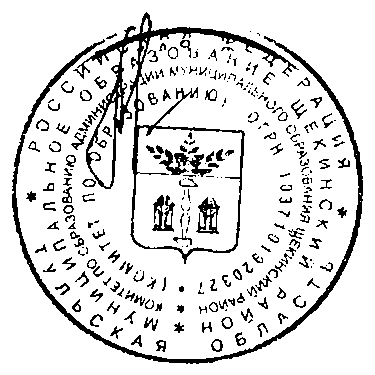 * РОССИЙСКАЯ ФЕДЕРАЦИЯ * ТУЛЬСКАЯ ОБЛАСТЬ
МУНИЦИПАЛЬНОЕ ОБРАЗОВАНИЕ ЩЕКИНСКИЙ РАЙОН *
КОМИТЕТ ПО ОБРАЗОВАНИЮ АДМИНИСТРАЦИИ МУНИЦИПАЛЬНОГО ОБРАЗОВАНИЯ ЩЕКИНСКИЙ РАЙОН *
(КОМИТЕТ ПО ОБРАЗОВАНИЮ) ОГРН 1037101920327 *